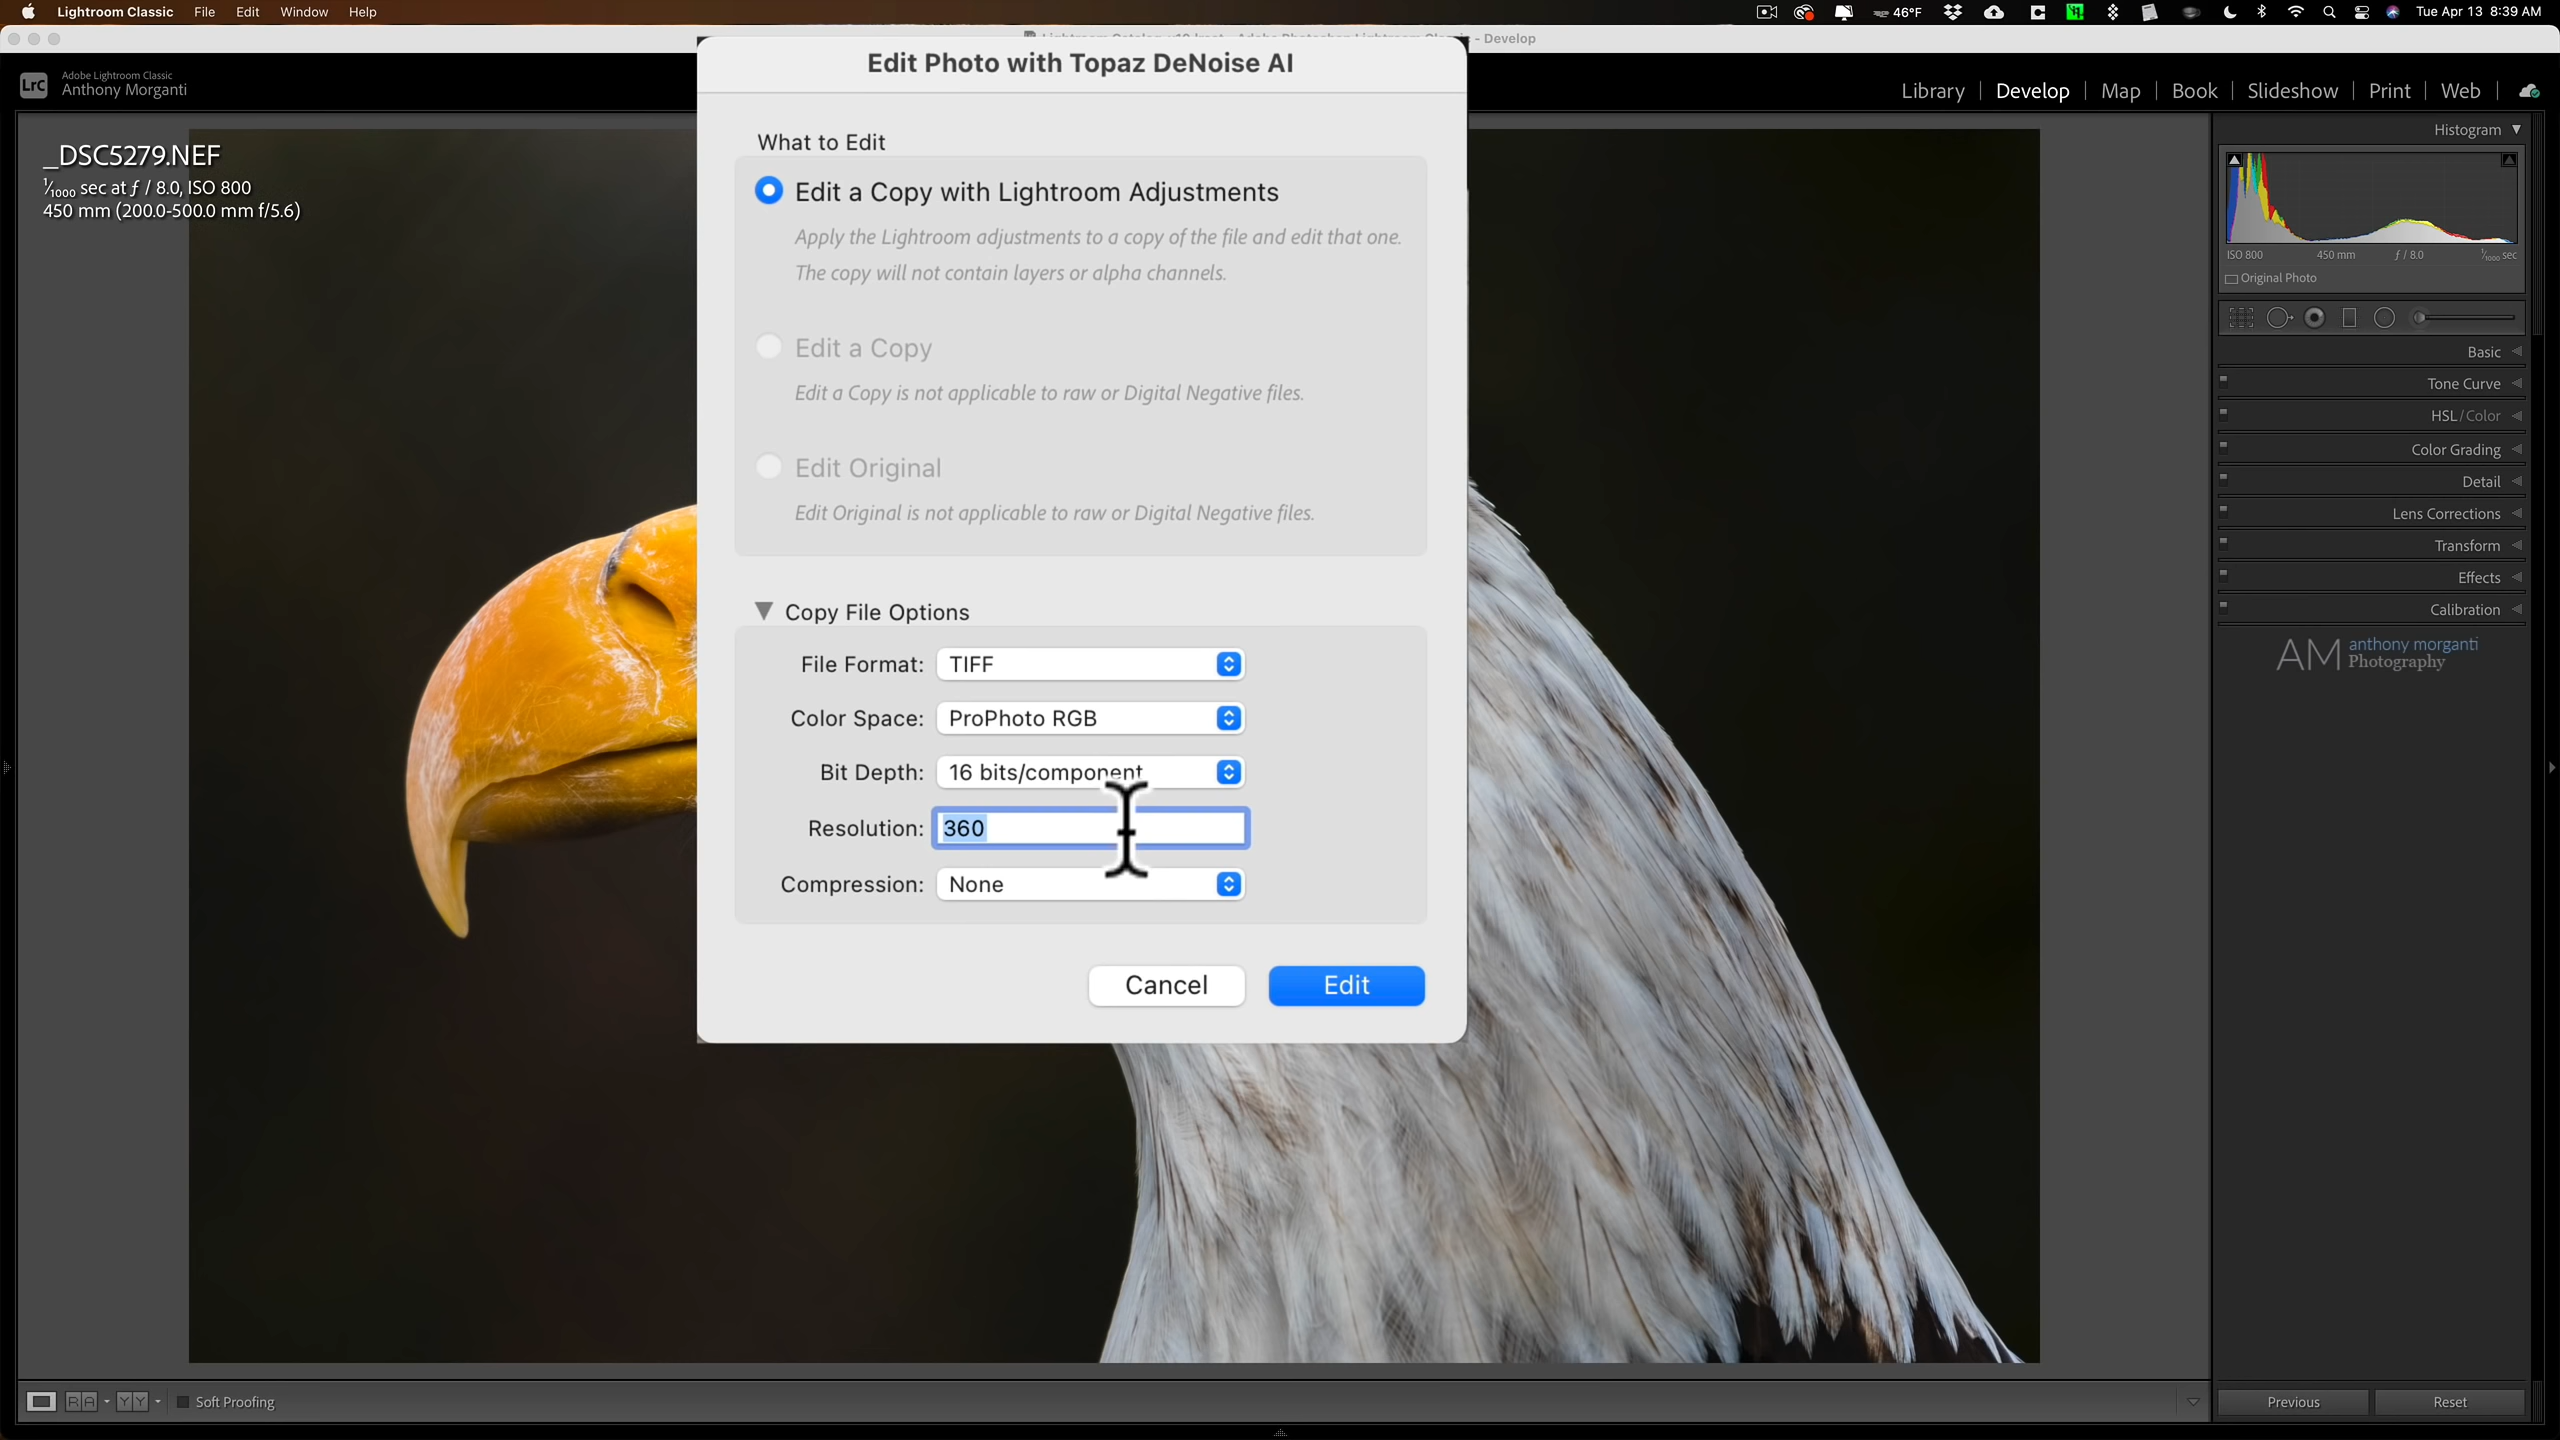 Lightroom Classic File Edit Window Help
46°F Tue Apr 13 8:39 AM
- Develop
Edit Photo with Topaz DeNoise AI
LrC
Adobe Lightroom Classic
Anthony Morganti
Library | Develop | Map | Book | Slideshow | Print | Web |
_DSC5279.NEF
1/1000 sec at ƒ / 8.0, ISO 800
450 mm (200.0-500.0 mm f/5.6)
What to Edit
Edit a Copy with Lightroom Adjustments
Apply the Lightroom adjustments to a copy of the file and edit that one.
The copy will not contain layers or alpha channels.
Edit a Copy
Edit a Copy is not applicable to raw or Digital Negative files.
Edit Original
Edit Original is not applicable to raw or Digital Negative files.
Copy File Options
File Format: TIFF
Color Space: ProPhoto RGB
Bit Depth: 16 bits/component
Resolution: 360
Compression: None
Cancel Edit
Histogram
ISO 800 450 mm ƒ / 8.0 1/1000 sec
Original Photo
Basic
Tone Curve
HSL / Color
Color Grading
Detail
Lens Corrections
Transform
Effects
Calibration
AM anthony morganti
Photography
R A Y Y Soft Proofing
Previous Reset